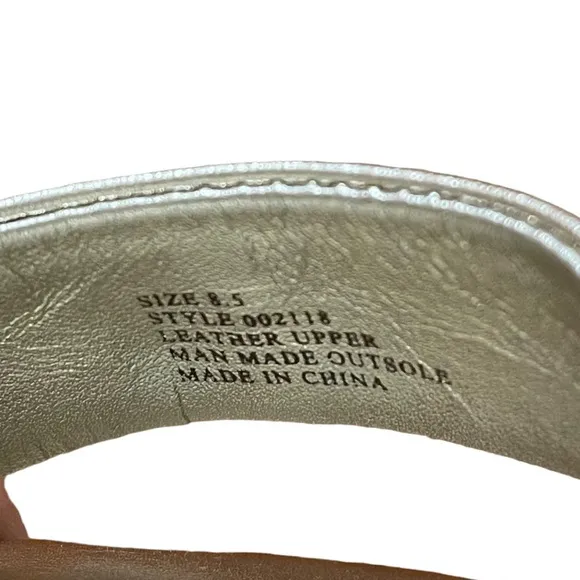 SIZE 8.5
STYLE 002118
LEATHER UPPER
MAN MADE OUTSOLE
MADE IN CHINA